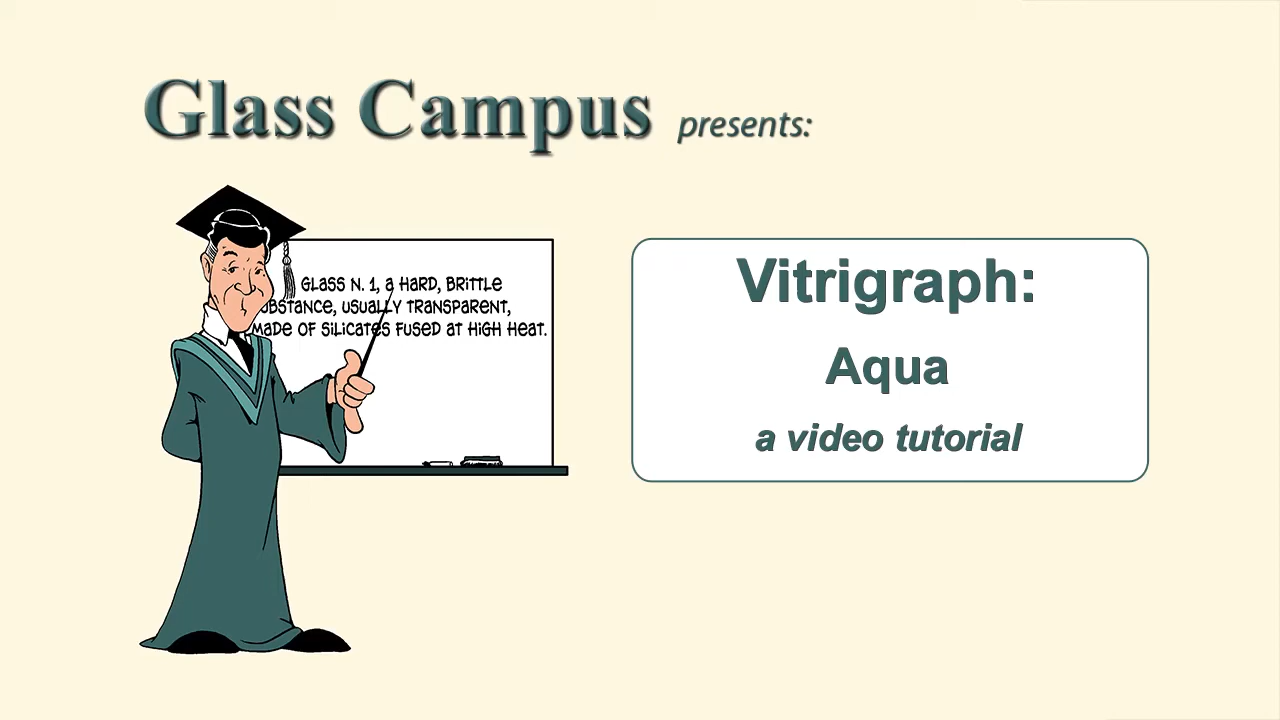 Glass Campus presents:
GLASS N. 1, a HARD, BRITTLE
UBSTANCE, USUALLY TRANSPARENT,
MADE OF SILICATES FUSED AT HIGH HEAT.
Vitrigraph:
Aqua
a video tutorial